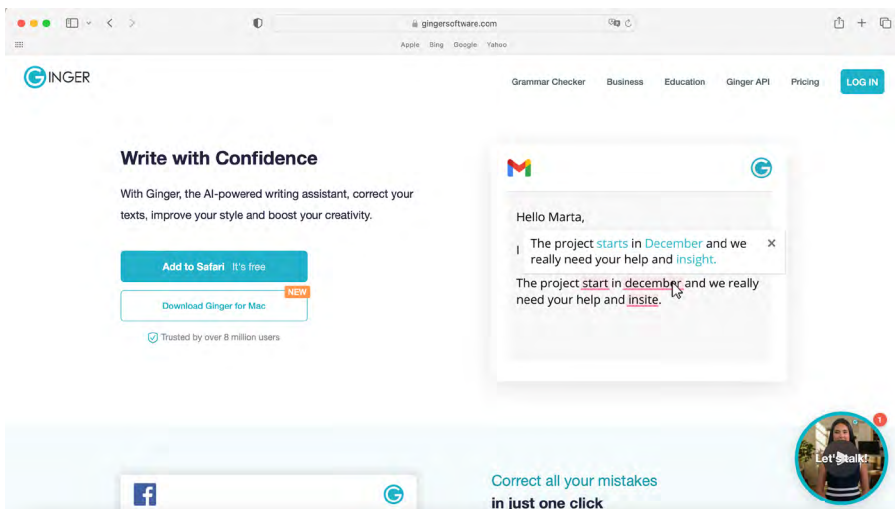 gingersoftware.com
Apple Bing Google Yahoo
GINGER
Grammar Checker Business Education Ginger API Pricing LOG IN
Write with Confidence
With Ginger, the AI-powered writing assistant, correct your
texts, improve your style and boost your creativity.
Add to Safari It's free
NEW
Download Ginger for Mac
Trusted by over 8 million users
Hello Marta,
I
The project starts in December and we
really need your help and insight.
The project start in december and we really
need your help and insite.
1
Let's talk!
Correct all your mistakes
in just one click